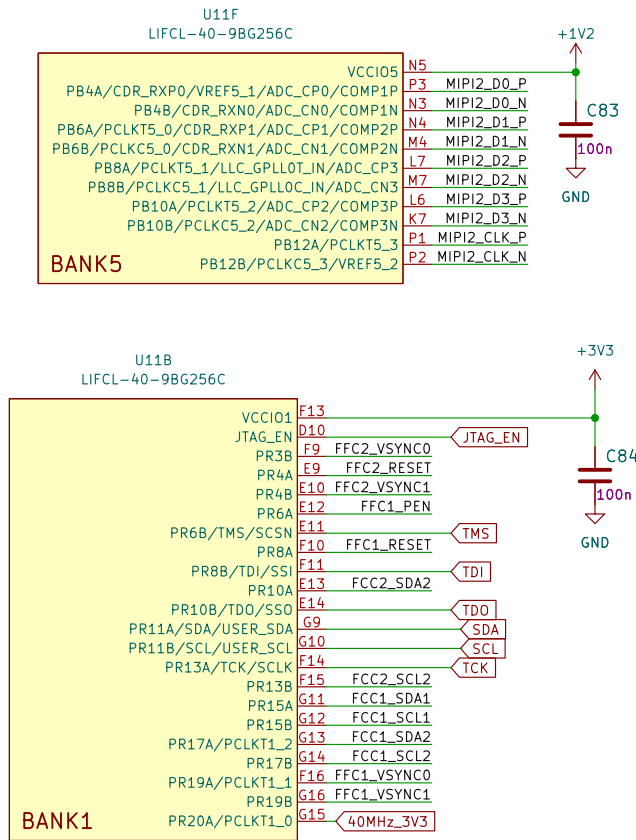 U11F
LIFCL-40-9BG256C
+1V2
VCCIO5 N5
PB4A/CDR_RXP0/VREF5_1/ADC_CP0/COMP1P P3 MIPI2_D0_P
PB4B/CDR_RXN0/ADC_CN0/COMP1N N3 MIPI2_D0_N
PB6A/PCLKT5_0/CDR_RXP1/ADC_CP1/COMP2P N4 MIPI2_D1_P
PB6B/PCLKC5_0/CDR_RXN1/ADC_CN1/COMP2N M4 MIPI2_D1_N
PB8A/PCLKT5_1/LLC_GPLL0T_IN/ADC_CP3 L7 MIPI2_D2_P
PB8B/PCLKC5_1/LLC_GPLL0C_IN/ADC_CN3 M7 MIPI2_D2_N
PB10A/PCLKT5_2/ADC_CP2/COMP3P L6 MIPI2_D3_P
PB10B/PCLKC5_2/ADC_CN2/COMP3N K7 MIPI2_D3_N
PB12A/PCLKT5_3 P1 MIPI2_CLK_P
PB12B/PCLKC5_3/VREF5_2 P2 MIPI2_CLK_N
BANK5
C83
100n
GND
U11B
LIFCL-40-9BG256C
+3V3
VCCIO1 F13
JTAG_EN D10 JTAG_EN
PR3B F9 FFC2_VSYNC0
PR4A E9 FFC2_RESET
PR4B E10 FFC2_VSYNC1
PR6A E12 FFC1_PEN
PR6B/TMS/SCSN E11 TMS
PR8A F10 FFC1_RESET
PR8B/TDI/SSI F11 TDI
PR10A E13 FCC2_SDA2
PR10B/TDO/SSO E14 TDO
PR11A/SDA/USER_SDA G9 SDA
PR11B/SCL/USER_SCL G10 SCL
PR13A/TCK/SCLK F14 TCK
PR13B F15 FCC2_SCL2
PR15A G11 FCC1_SDA1
PR15B G12 FCC1_SCL1
PR17A/PCLKT1_2 G13 FCC1_SDA2
PR17B G14 FCC1_SCL2
PR19A/PCLKT1_1 F16 FFC1_VSYNC0
PR19B G16 FFC1_VSYNC1
PR20A/PCLKT1_0 G15 40MHz_3V3
BANK1
C84
100n
GND